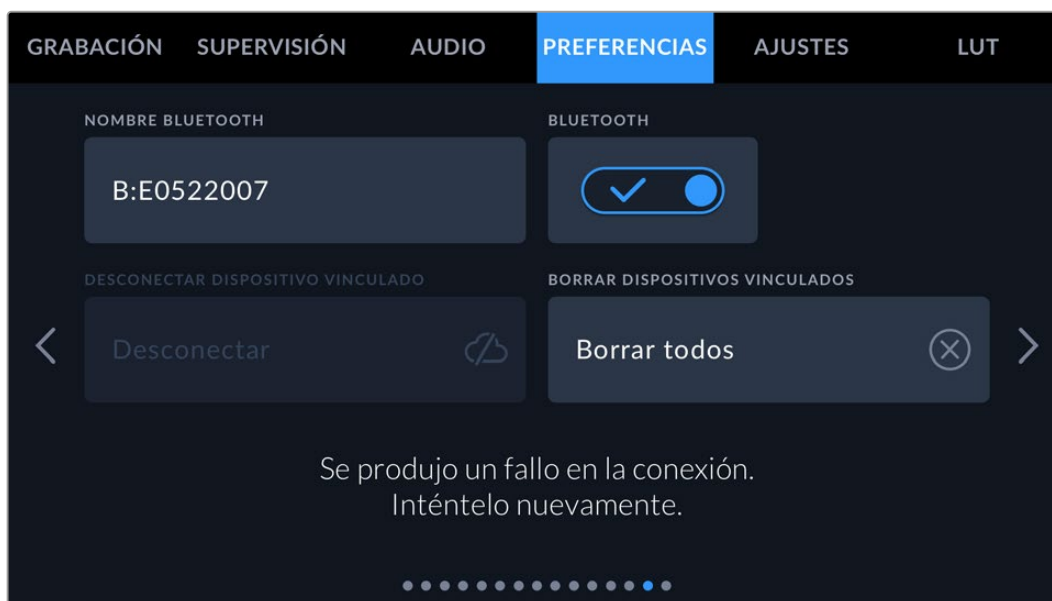 GRABACIÓN SUPERVISIÓN AUDIO PREFERENCIAS AJUSTES LUT
NOMBRE BLUETOOTH BLUETOOTH
B:E0522007
DESCONECTAR DISPOSITIVO VINCULADO BORRAR DISPOSITIVOS VINCULADOS
Desconectar Borrar todos
Se produjo un fallo en la conexión.
Inténtelo nuevamente.